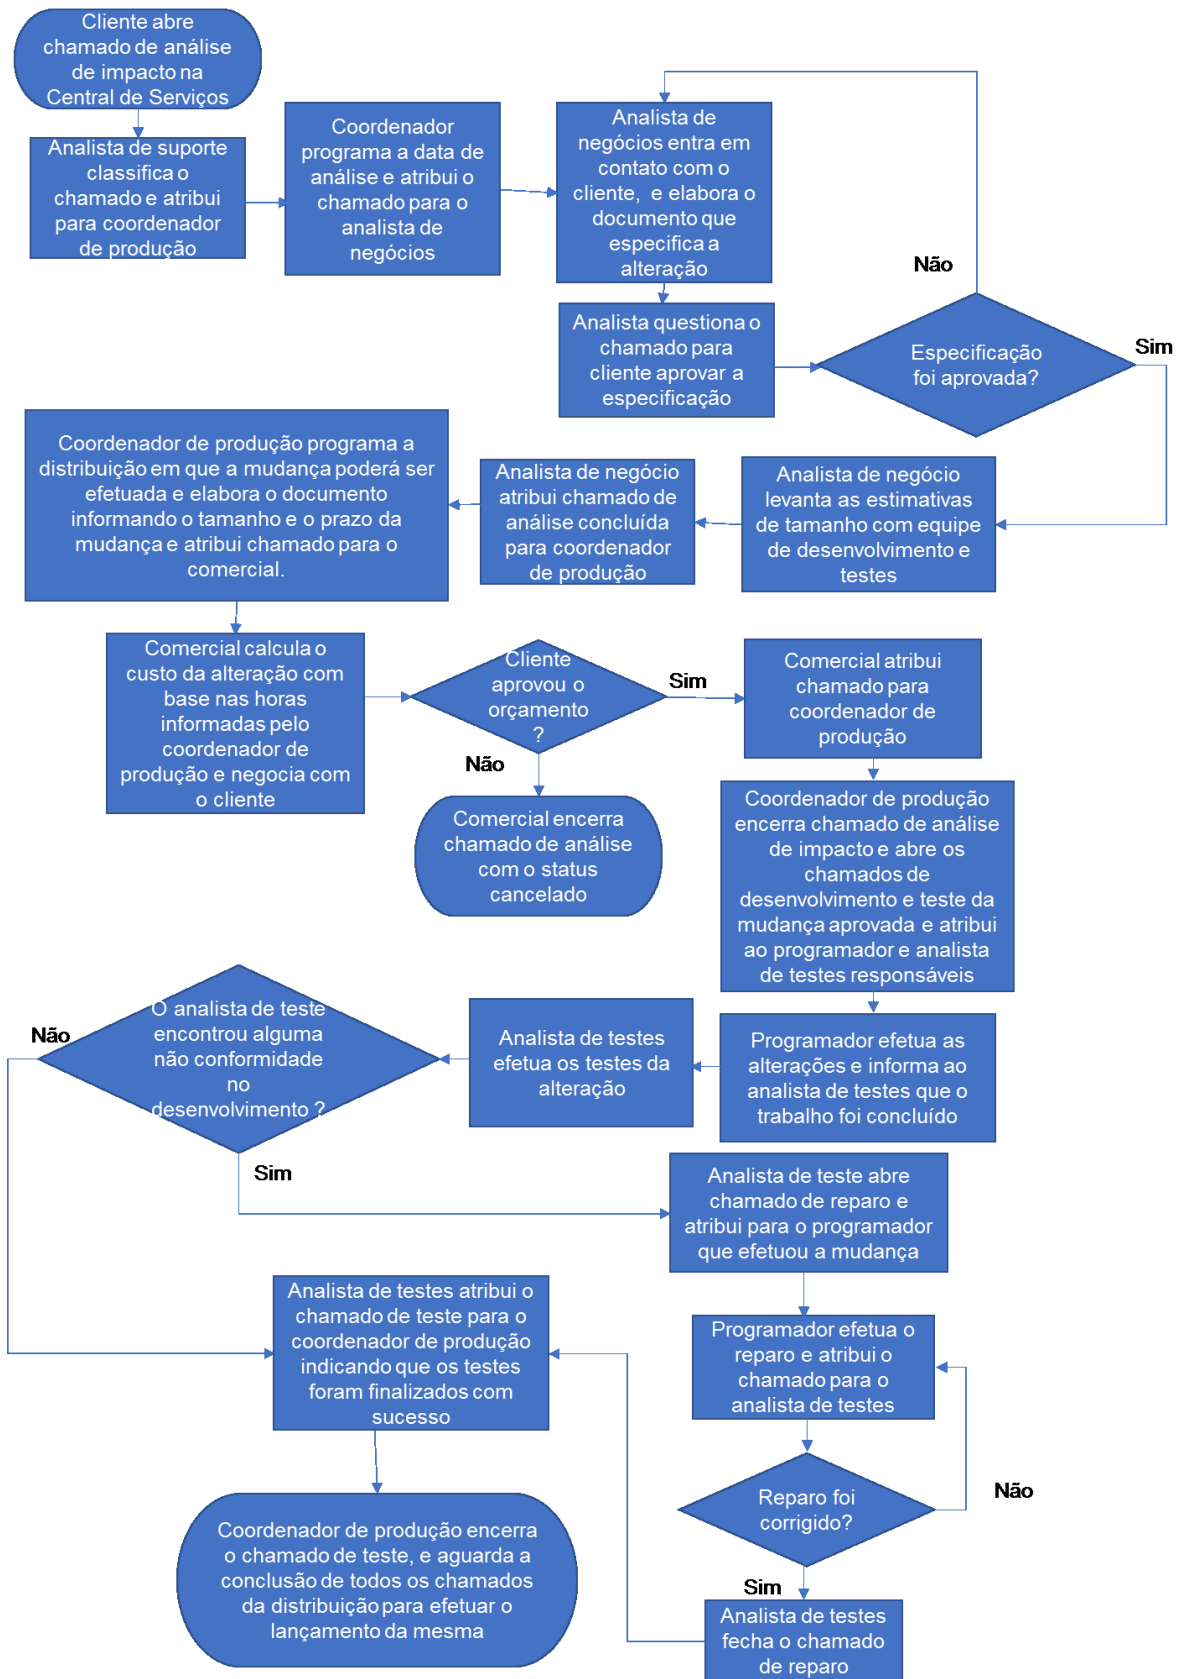 Cliente abre
chamado de análise
de impacto na
Central de Serviços
Analista de suporte
classifica o
chamado e atribui
para coordenador
de produção
Coordenador
programa a data de
análise e atribui o
chamado para o
analista de
negócios
Analista de
negócios entra em
contato com o
cliente, e elabora o
documento que
especifica a
alteração
Analista questiona o
chamado para
cliente aprovar a
especificação
Especificação
foi aprovada?
Não
Sim
Analista de negócio
levanta as estimativas
de tamanho com equipe
de desenvolvimento e
testes
Analista de negócio
atribui chamado de
análise concluída
para coordenador
de produção
Coordenador de produção programa a
distribuição em que a mudança poderá ser
efetuada e elabora o documento
informando o tamanho e o prazo da
mudança e atribui chamado para o
comercial.
Comercial calcula o
custo da alteração com
base nas horas
informadas pelo
coordenador de
produção e negocia com
o cliente
Cliente
aprovou o
orçamento
?
Sim
Não
Comercial encerra
chamado de análise
com o status
cancelado
Comercial atribui
chamado para
coordenador de
produção
Coordenador de produção
encerra chamado de análise
de impacto e abre os
chamados de
desenvolvimento e teste da
mudança aprovada e atribui
ao programador e analista
de testes responsáveis
Programador efetua as
alterações e informa ao
analista de testes que o
trabalho foi concluído
Analista de testes
efetua os testes da
alteração
O analista de teste
encontrou alguma
não conformidade
no
desenvolvimento ?
Não
Sim
Analista de teste abre
chamado de reparo e
atribui para o programador
que efetuou a mudança
Programador efetua o
reparo e atribui o
chamado para o
analista de testes
Reparo foi
corrigido?
Não
Sim
Analista de testes
fecha o chamado
de reparo
Analista de testes atribui o
chamado de teste para o
coordenador de produção
indicando que os testes
foram finalizados com
sucesso
Coordenador de produção encerra
o chamado de teste, e aguarda a
conclusão de todos os chamados
da distribuição para efetuar o
lançamento da mesma